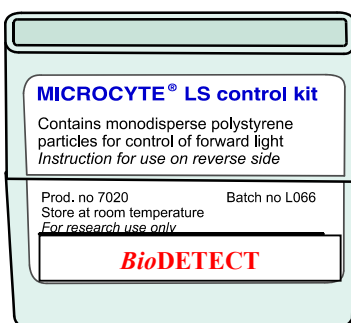 MICROCYTE® LS control kit
Contains monodisperse polystyrene
particles for control of forward light
Instruction for use on reverse side
Prod. no 7020 Batch no L066
Store at room temperature
For research use only
BioDETECT